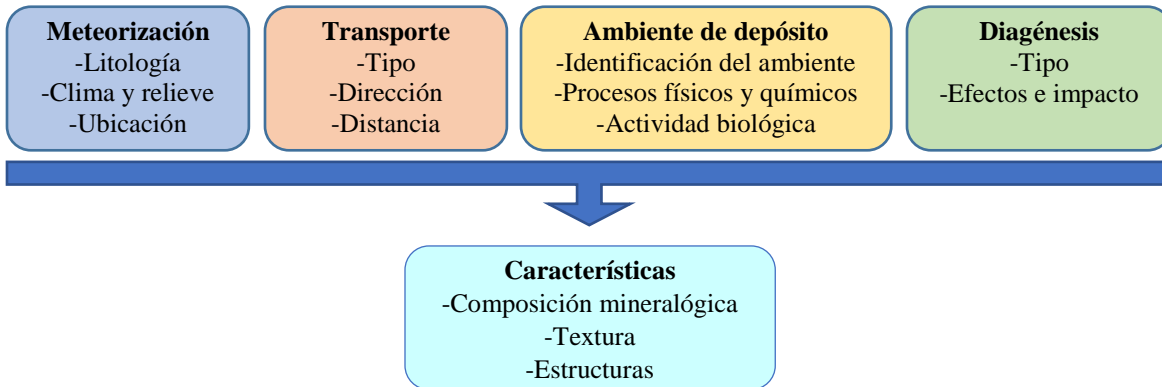 Meteorización
-Litología
-Clima y relieve
-Ubicación
Transporte
-Tipo
-Dirección
-Distancia
Ambiente de depósito
-Identificación del ambiente
-Procesos físicos y químicos
-Actividad biológica
Diagénesis
-Tipo
-Efectos e impacto
Característicás
-Composición mineralógica
-Textura
-Estructuras